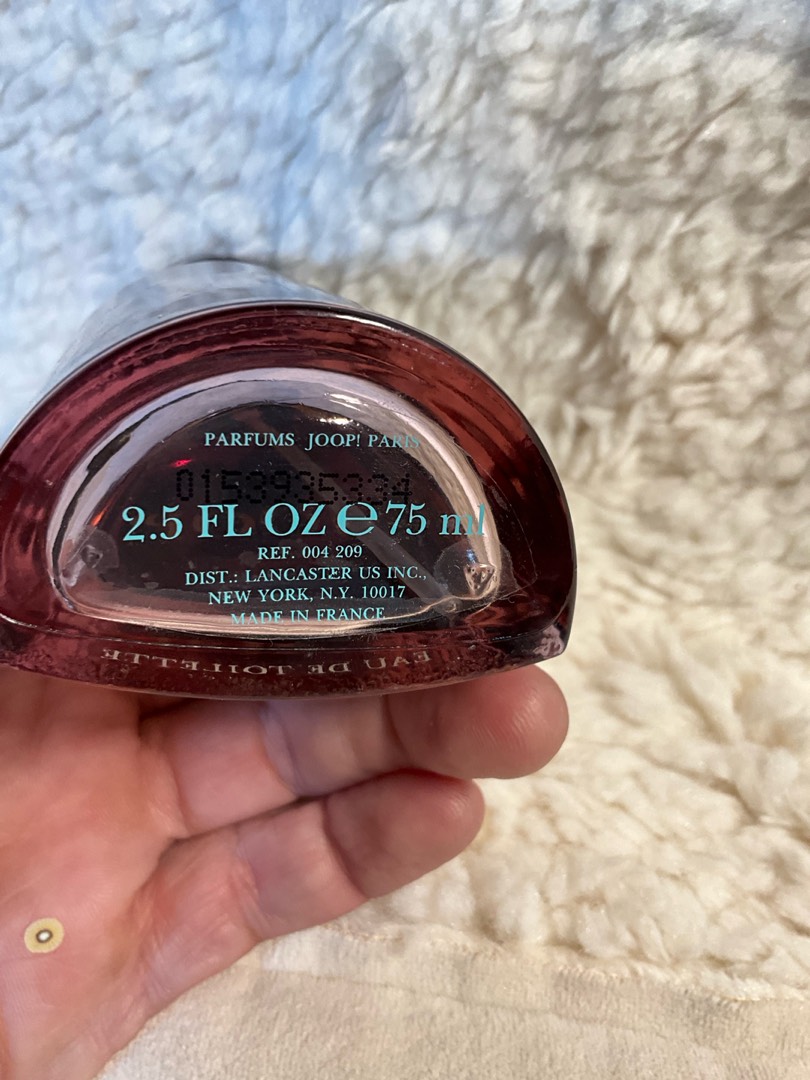 PARFUMS JOOP! PARIS
0153935334
2.5 FL OZ ℮ 75 ml
REF. 004 209
DIST.: LANCASTER US INC.,
NEW YORK, N.Y. 10017
MADE IN FRANCE
EAU DE TOILETTE